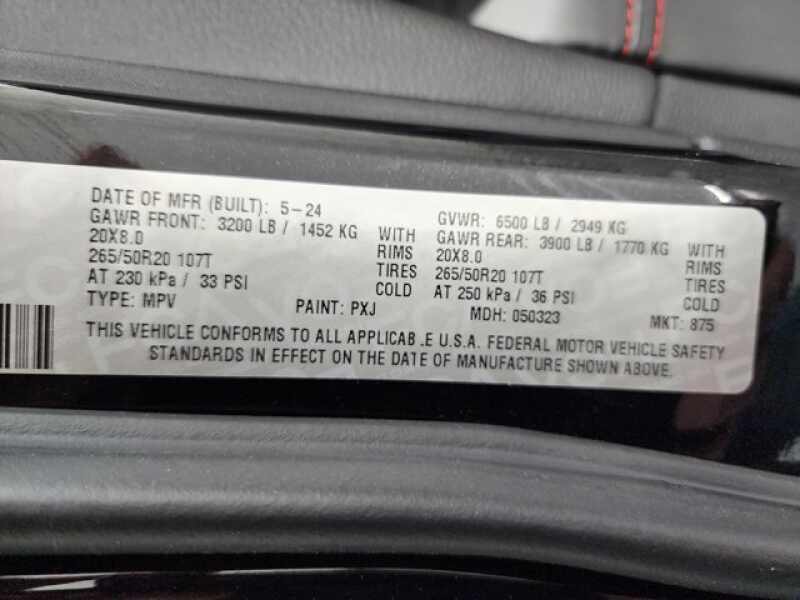 DATE OF MFR (BUILT): 5-24 GVWR: 6500 LB / 2949 KG
GAWR FRONT: 3200 LB / 1452 KG WITH GAWR REAR: 3900 LB / 1770 KG WITH
20X8.0 RIMS 20X8.0 RIMS
265/50R20 107T TIRES 265/50R20 107T TIRES
AT 230 kPa / 33 PSI COLD AT 250 kPa / 36 PSI COLD
TYPE: MPV PAINT: PXJ MDH: 050323 MKT: 875
THIS VEHICLE CONFORMS TO ALL APPLICAB .E U.S.A. FEDERAL MOTOR VEHICLE SAFETY
STANDARDS IN EFFECT ON THE DATE OF MANUFACTURE SHOWN ABOVE.